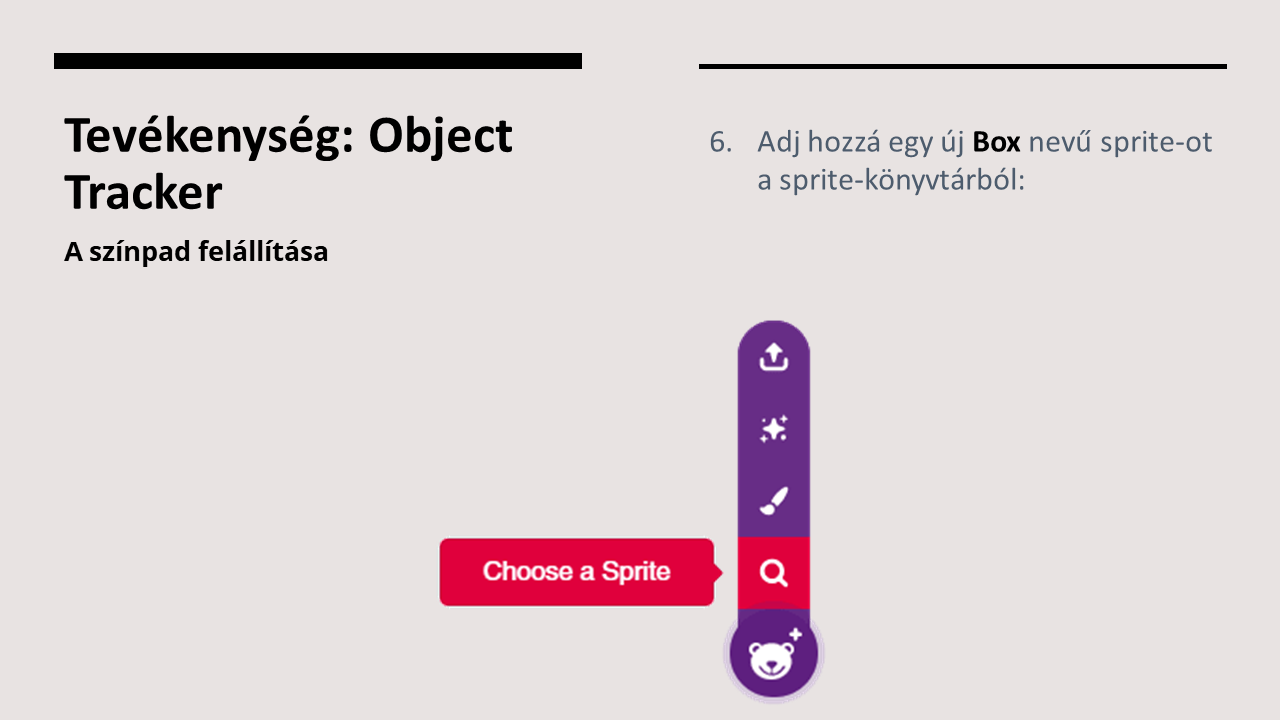 Tevékenység: Object
Tracker
A színpad felállítása
6. Adj hozzá egy új Box nevű sprite-ot
a sprite-könyvtárból:
Choose a Sprite